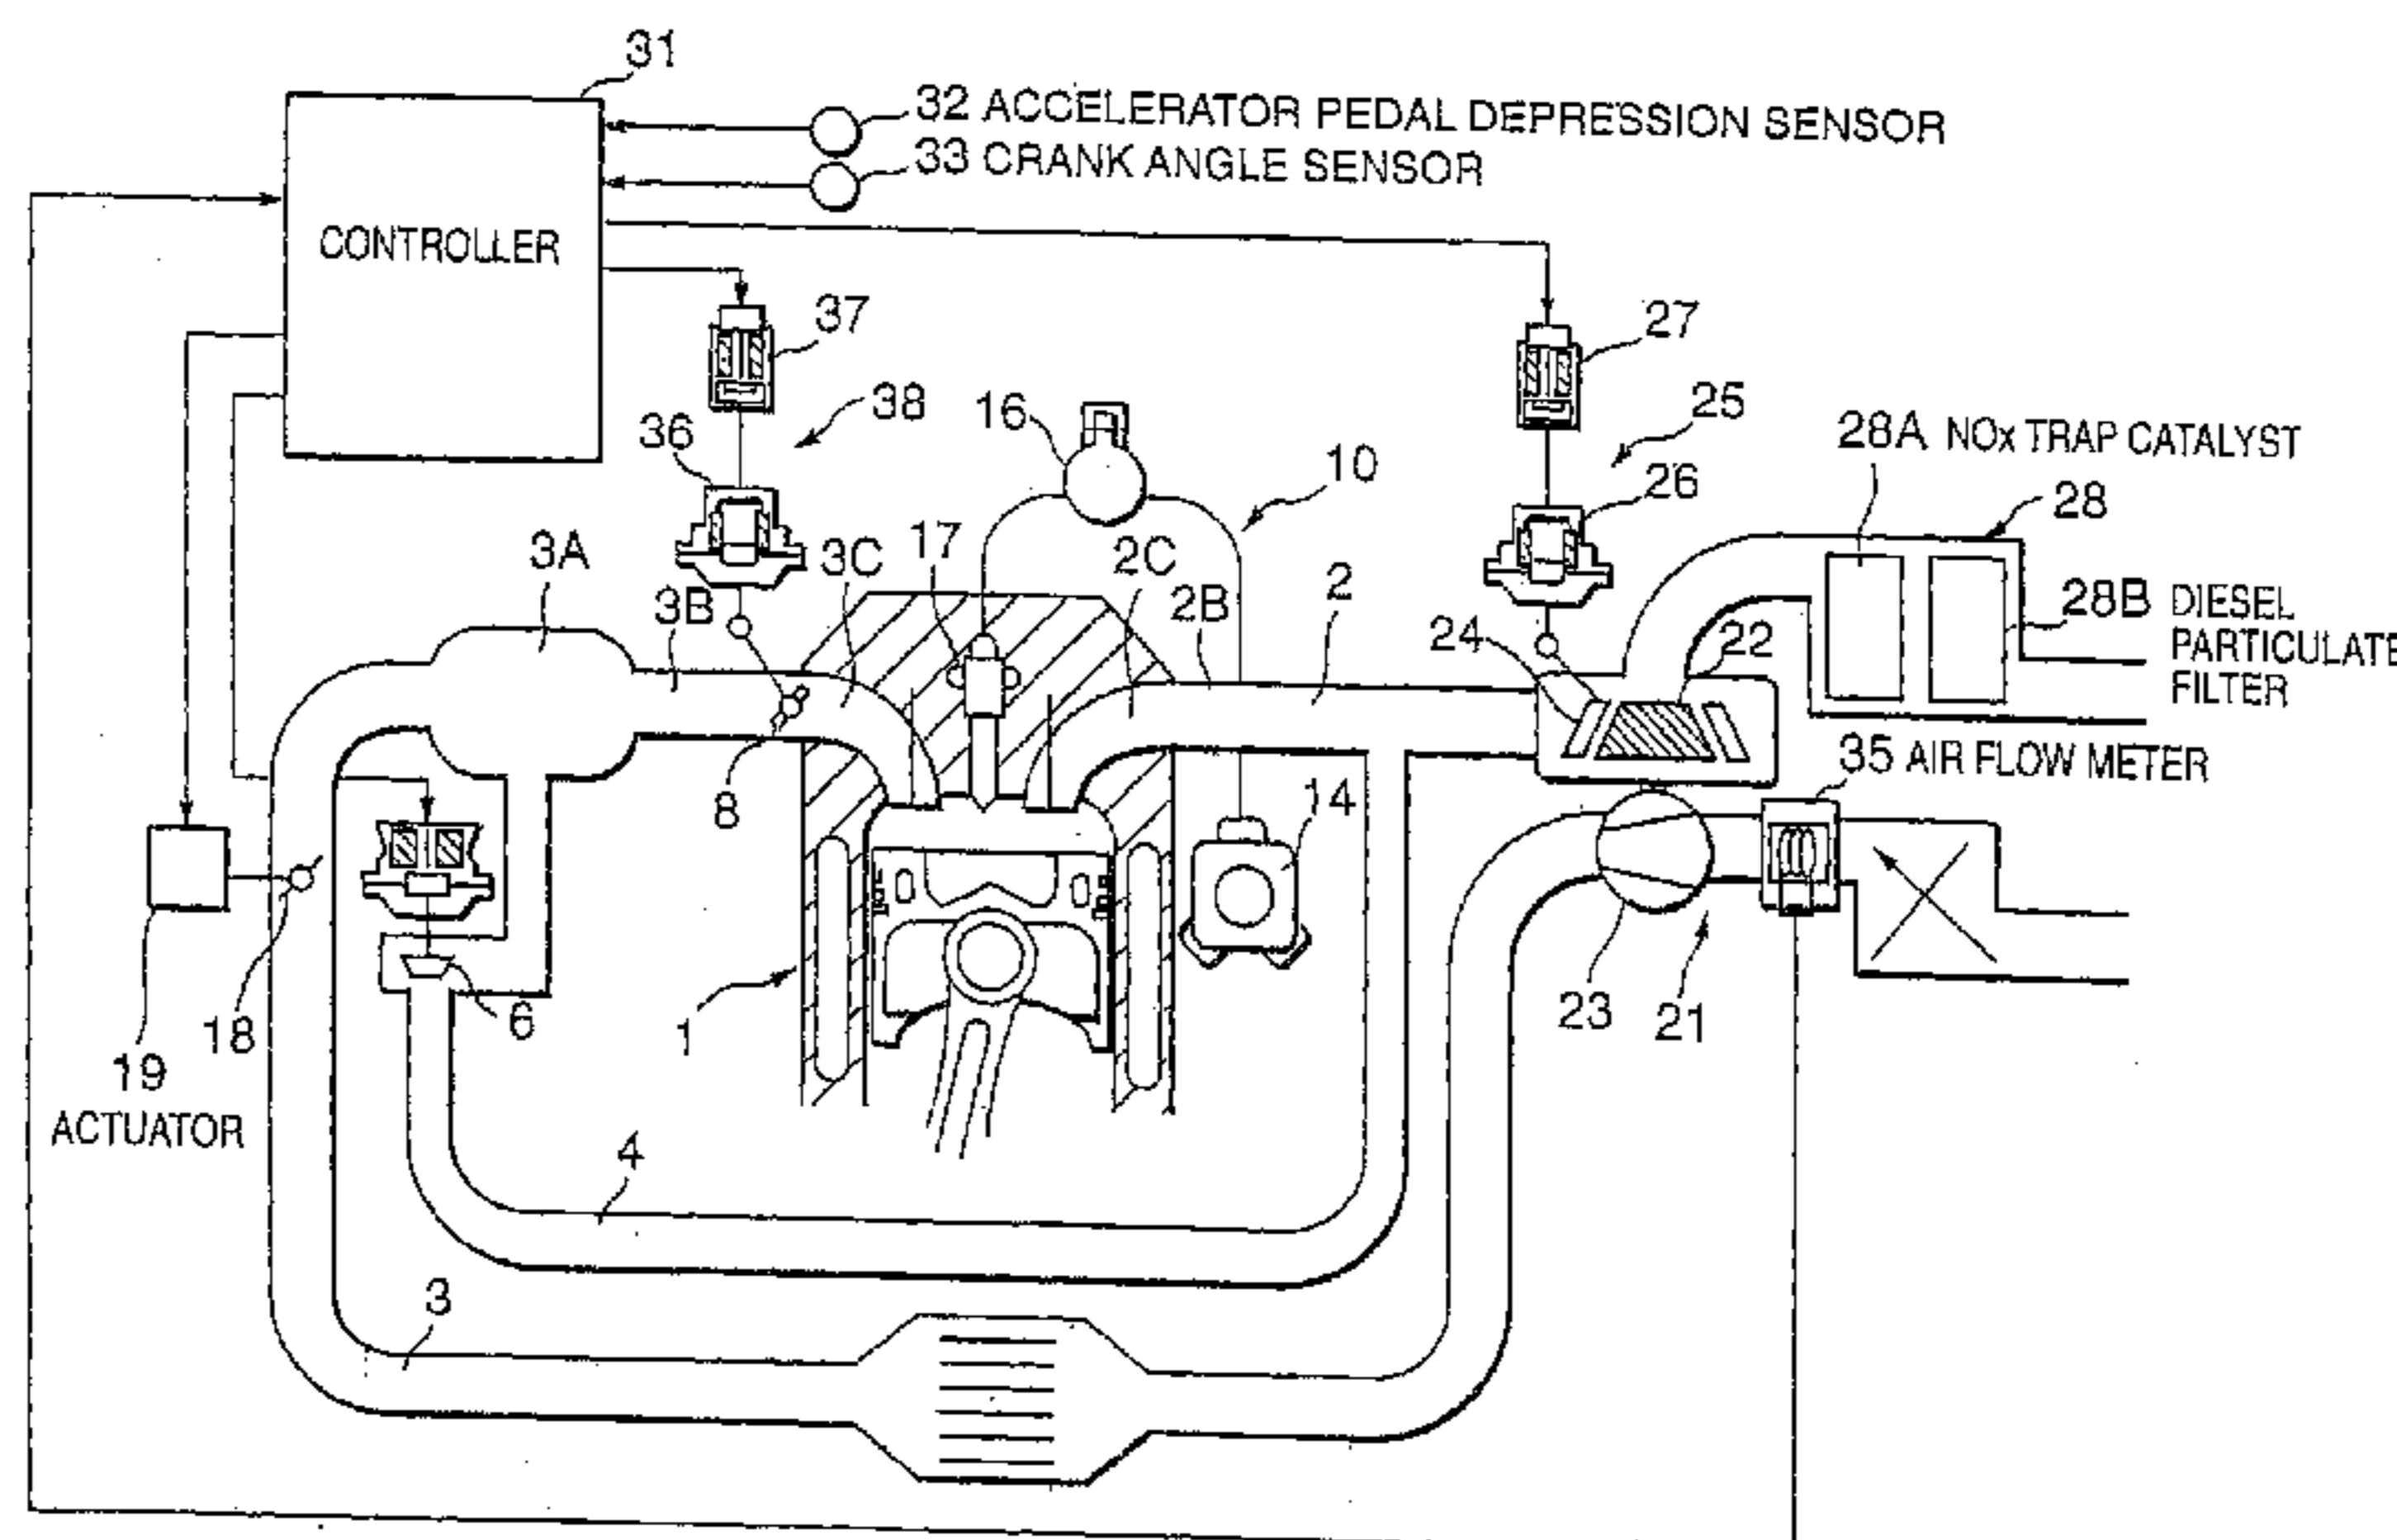 31
32 ACCELERATOR PEDAL DEPRESSION SENSOR
33 CRANK ANGLE SENSOR
CONTROLLER
37
27
38
16
25
36
28A NOx TRAP CATALYST
10
26
28
3A
3C
17
2C
2
3B
2B
28B DIESEL
PARTICULATE
FILTER
24
22
35 AIR FLOW METER
8
14
18
6
1
23
21
19
ACTUATOR
4
3